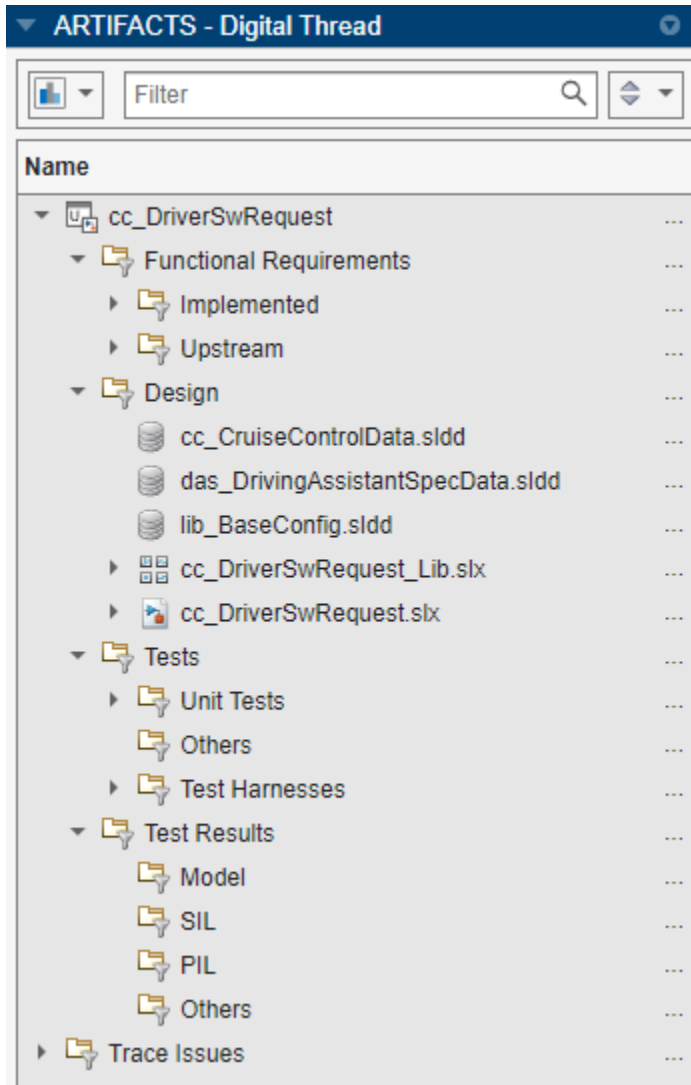 ARTIFACTS - Digital Thread
Filter
Name
cc_DriverSwRequest ...
Functional Requirements ...
Implemented ...
Upstream ...
Design ...
cc_CruiseControlData.sldd ...
das_DrivingAssistantSpecData.sldd ...
lib_BaseConfig.sldd ...
cc_DriverSwRequest_Lib.slx ...
cc_DriverSwRequest.slx ...
Tests ...
Unit Tests ...
Others ...
Test Harnesses ...
Test Results ...
Model ...
SIL ...
PIL ...
Others ...
Trace Issues ...